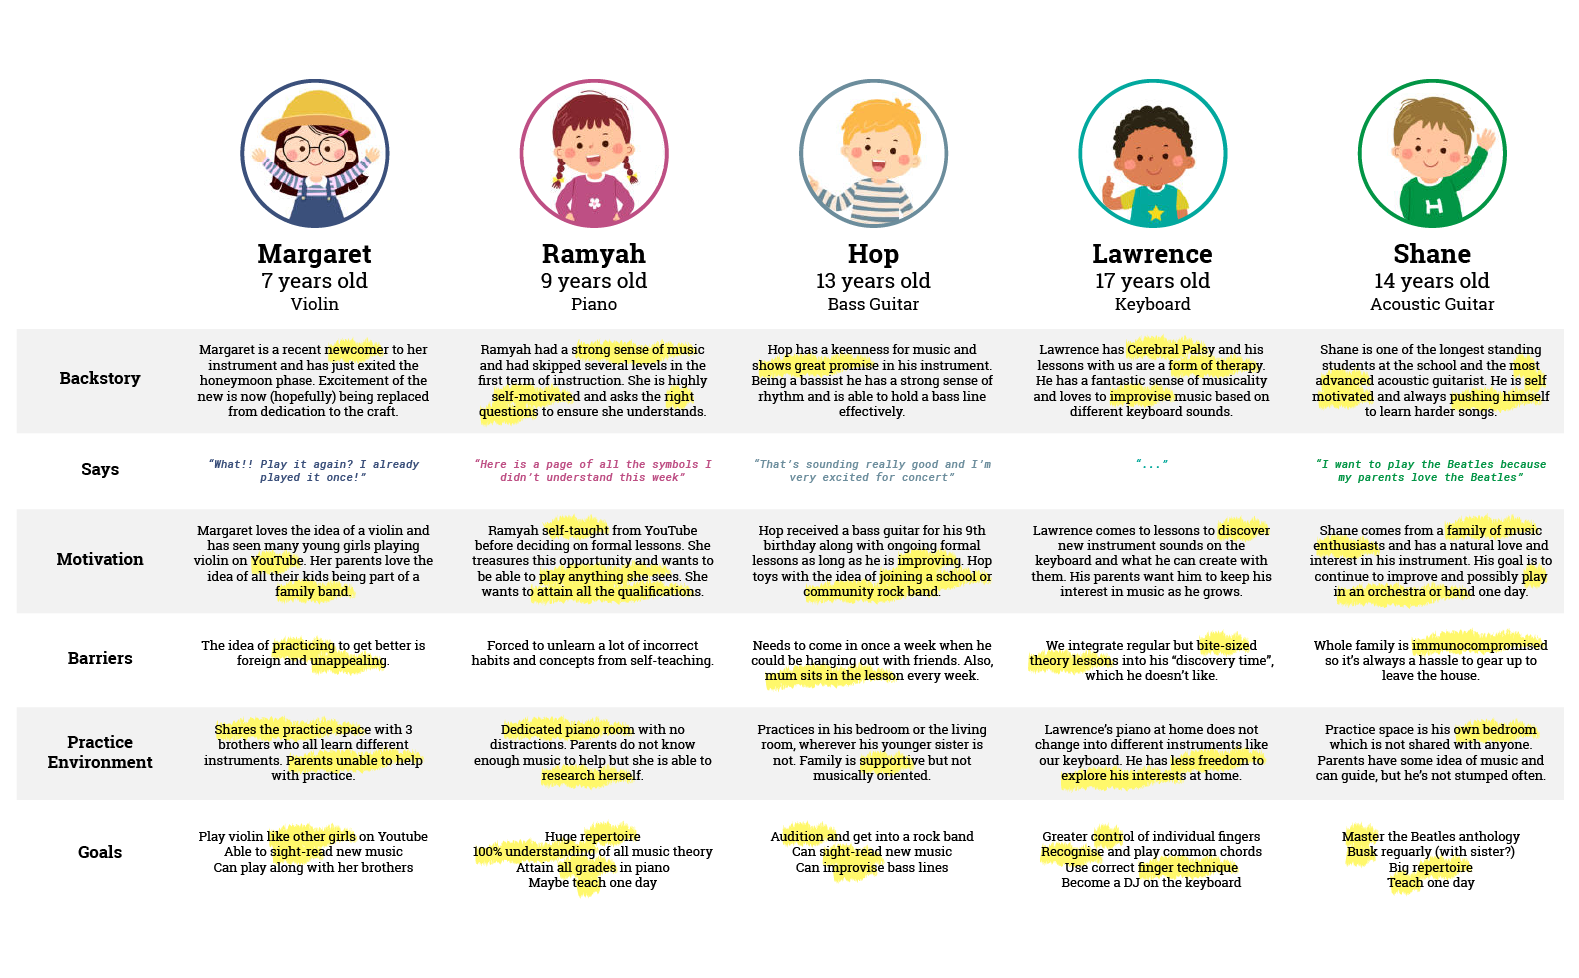 Margaret
7 years old
Violin
Ramyah
9 years old
Piano
Hop
13 years old
Bass Guitar
Lawrence
17 years old
Keyboard
H
Shane
14 years old
Acoustic Guitar
Backstory
Margaret is a recent newcomer to her
instrument and has just exited the
honeymoon phase. Excitement of the
new is now (hopefully) being replaced
from dedication to the craft.
Ramyah had a strong sense of music
and had skipped several levels in the
first term of instruction. She is highly
self-motivated and asks the right
questions to ensure she understands.
Hop has a keenness for music and
shows great promise in his instrument.
Being a bassist he has a strong sense of
rhythm and is able to hold a bass line
effectively.
Lawrence has Cerebral Palsy and his
lessons with us are a form of therapy.
He has a fantastic sense of musicality
and loves to improvise music based on
different keyboard sounds.
Shane is one of the longest standing
students at the school and the most
advanced acoustic guitarist. He is self
motivated and always pushing himself
to learn harder songs.
Says
“What!! Play it again? I already
played it once!”
“Here is a page of all the symbols I
didn’t understand this week”
“That’s sounding really good and I’m
very excited for concert”
“...”
“I want to play the Beatles because
my parents love the Beatles”
Motivation
Margaret loves the idea of a violin and
has seen many young girls playing
violin on YouTube. Her parents love the
idea of all their kids being part of a
family band.
Ramyah self-taught from YouTube
before deciding on formal lessons. She
treasures this opportunity and wants to
be able to play anything she sees. She
wants to attain all the qualifications.
Hop received a bass guitar for his 9th
birthday along with ongoing formal
lessons as long as he is improving. Hop
toys with the idea of joining a school or
community rock band.
Lawrence comes to lessons to discover
new instrument sounds on the
keyboard and what he can create with
them. His parents want him to keep his
interest in music as he grows.
Shane comes from a family of music
enthusiasts and has a natural love and
interest in his instrument. His goal is to
continue to improve and possibly play
in an orchestra or band one day.
Barriers
The idea of practicing to get better is
foreign and unappealing.
Forced to unlearn a lot of incorrect
habits and concepts from self-teaching.
Needs to come in once a week when he
could be hanging out with friends. Also,
mum sits in the lesson every week.
We integrate regular but bite-sized
theory lessons into his “discovery time”,
which he doesn’t like.
Whole family is immunocompromised
so it’s always a hassle to gear up to
leave the house.
Practice
Environment
Shares the practice space with 3
brothers who all learn different
instruments. Parents unable to help
with practice.
Dedicated piano room with no
distractions. Parents do not know
enough music to help but she is able to
research herself.
Practices in his bedroom or the living
room, wherever his younger sister is
not. Family is supportive but not
musically oriented.
Lawrence’s piano at home does not
change into different instruments like
our keyboard. He has less freedom to
explore his interests at home.
Practice space is his own bedroom
which is not shared with anyone.
Parents have some idea of music and
can guide, but he’s not stumped often.
Goals
Play violin like other girls on Youtube
Able to sight-read new music
Can play along with her brothers
Huge repertoire
100% understanding of all music theory
Attain all grades in piano
Maybe teach one day
Audition and get into a rock band
Can sight-read new music
Can improvise bass lines
Greater control of individual fingers
Recognise and play common chords
Use correct finger technique
Become a DJ on the keyboard
Master the Beatles anthology
Busk reguarly (with sister?)
Big repertoire
Teach one day